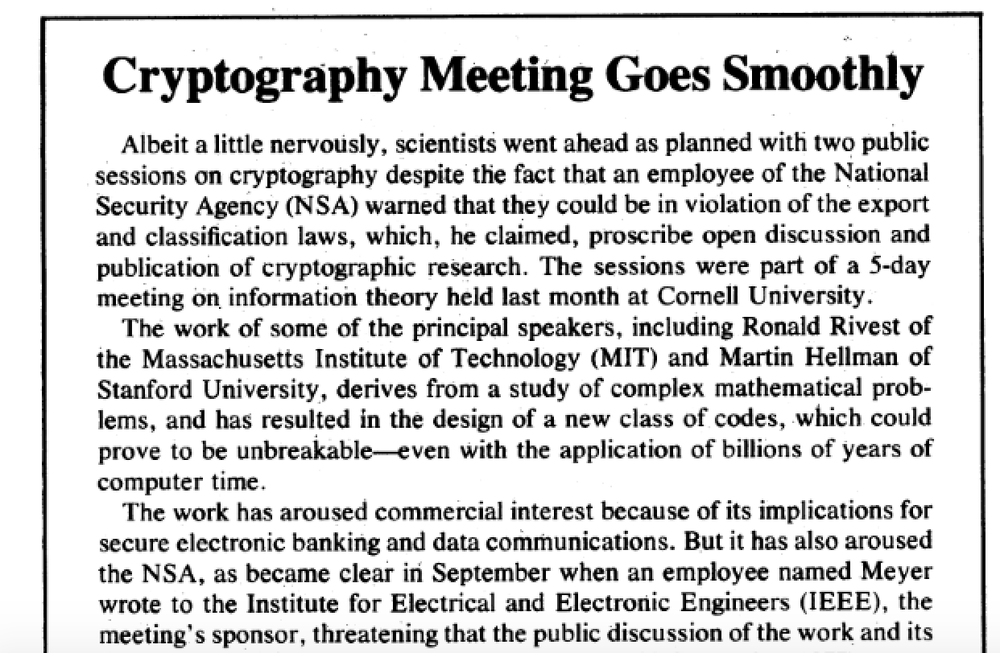 Cryptography Meeting Goes Smoothly
Albeit a little nervously, scientists went ahead as planned with two public
sessions on cryptography despite the fact that an employee of the National
Security Agency (NSA) warned that they could be in violation of the export
and classification laws, which, he claimed, proscribe open discussion and
publication of cryptographic research. The sessions were part of a 5-day
meeting on information theory held last month at Cornell University.
The work of some of the principal speakers, including Ronald Rivest of
the Massachusetts Institute of Technology (MIT) and Martin Hellman of
Stanford University, derives from a study of complex mathematical prob-
lems, and has resulted in the design of a new class of codes, which could
prove to be unbreakable—even with the application of billions of years of
computer time.
The work has aroused commercial interest because of its implications for
secure electronic banking and data communications. But it has also aroused
the NSA, as became clear in September when an employee named Meyer
wrote to the Institute for Electrical and Electronic Engineers (IEEE), the
meeting's sponsor, threatening that the public discussion of the work and its